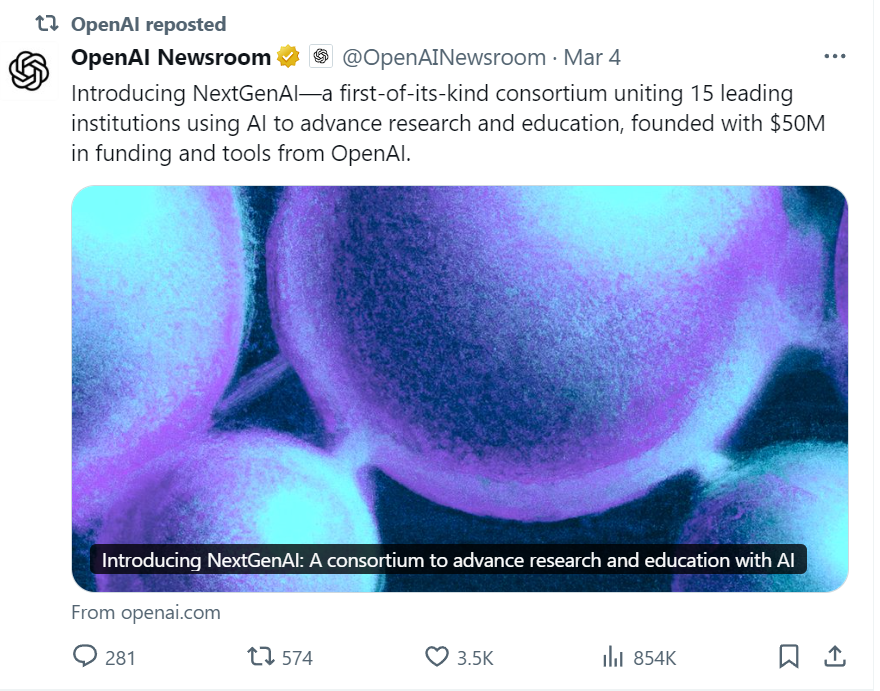 OpenAI reposted
OpenAI Newsroom @OpenAINewsroom · Mar 4
Introducing NextGenAI—a first-of-its-kind consortium uniting 15 leading
institutions using AI to advance research and education, founded with $50M
in funding and tools from OpenAI.
Introducing NextGenAI: A consortium to advance research and education with AI
From openai.com
281 574 3.5K 854K